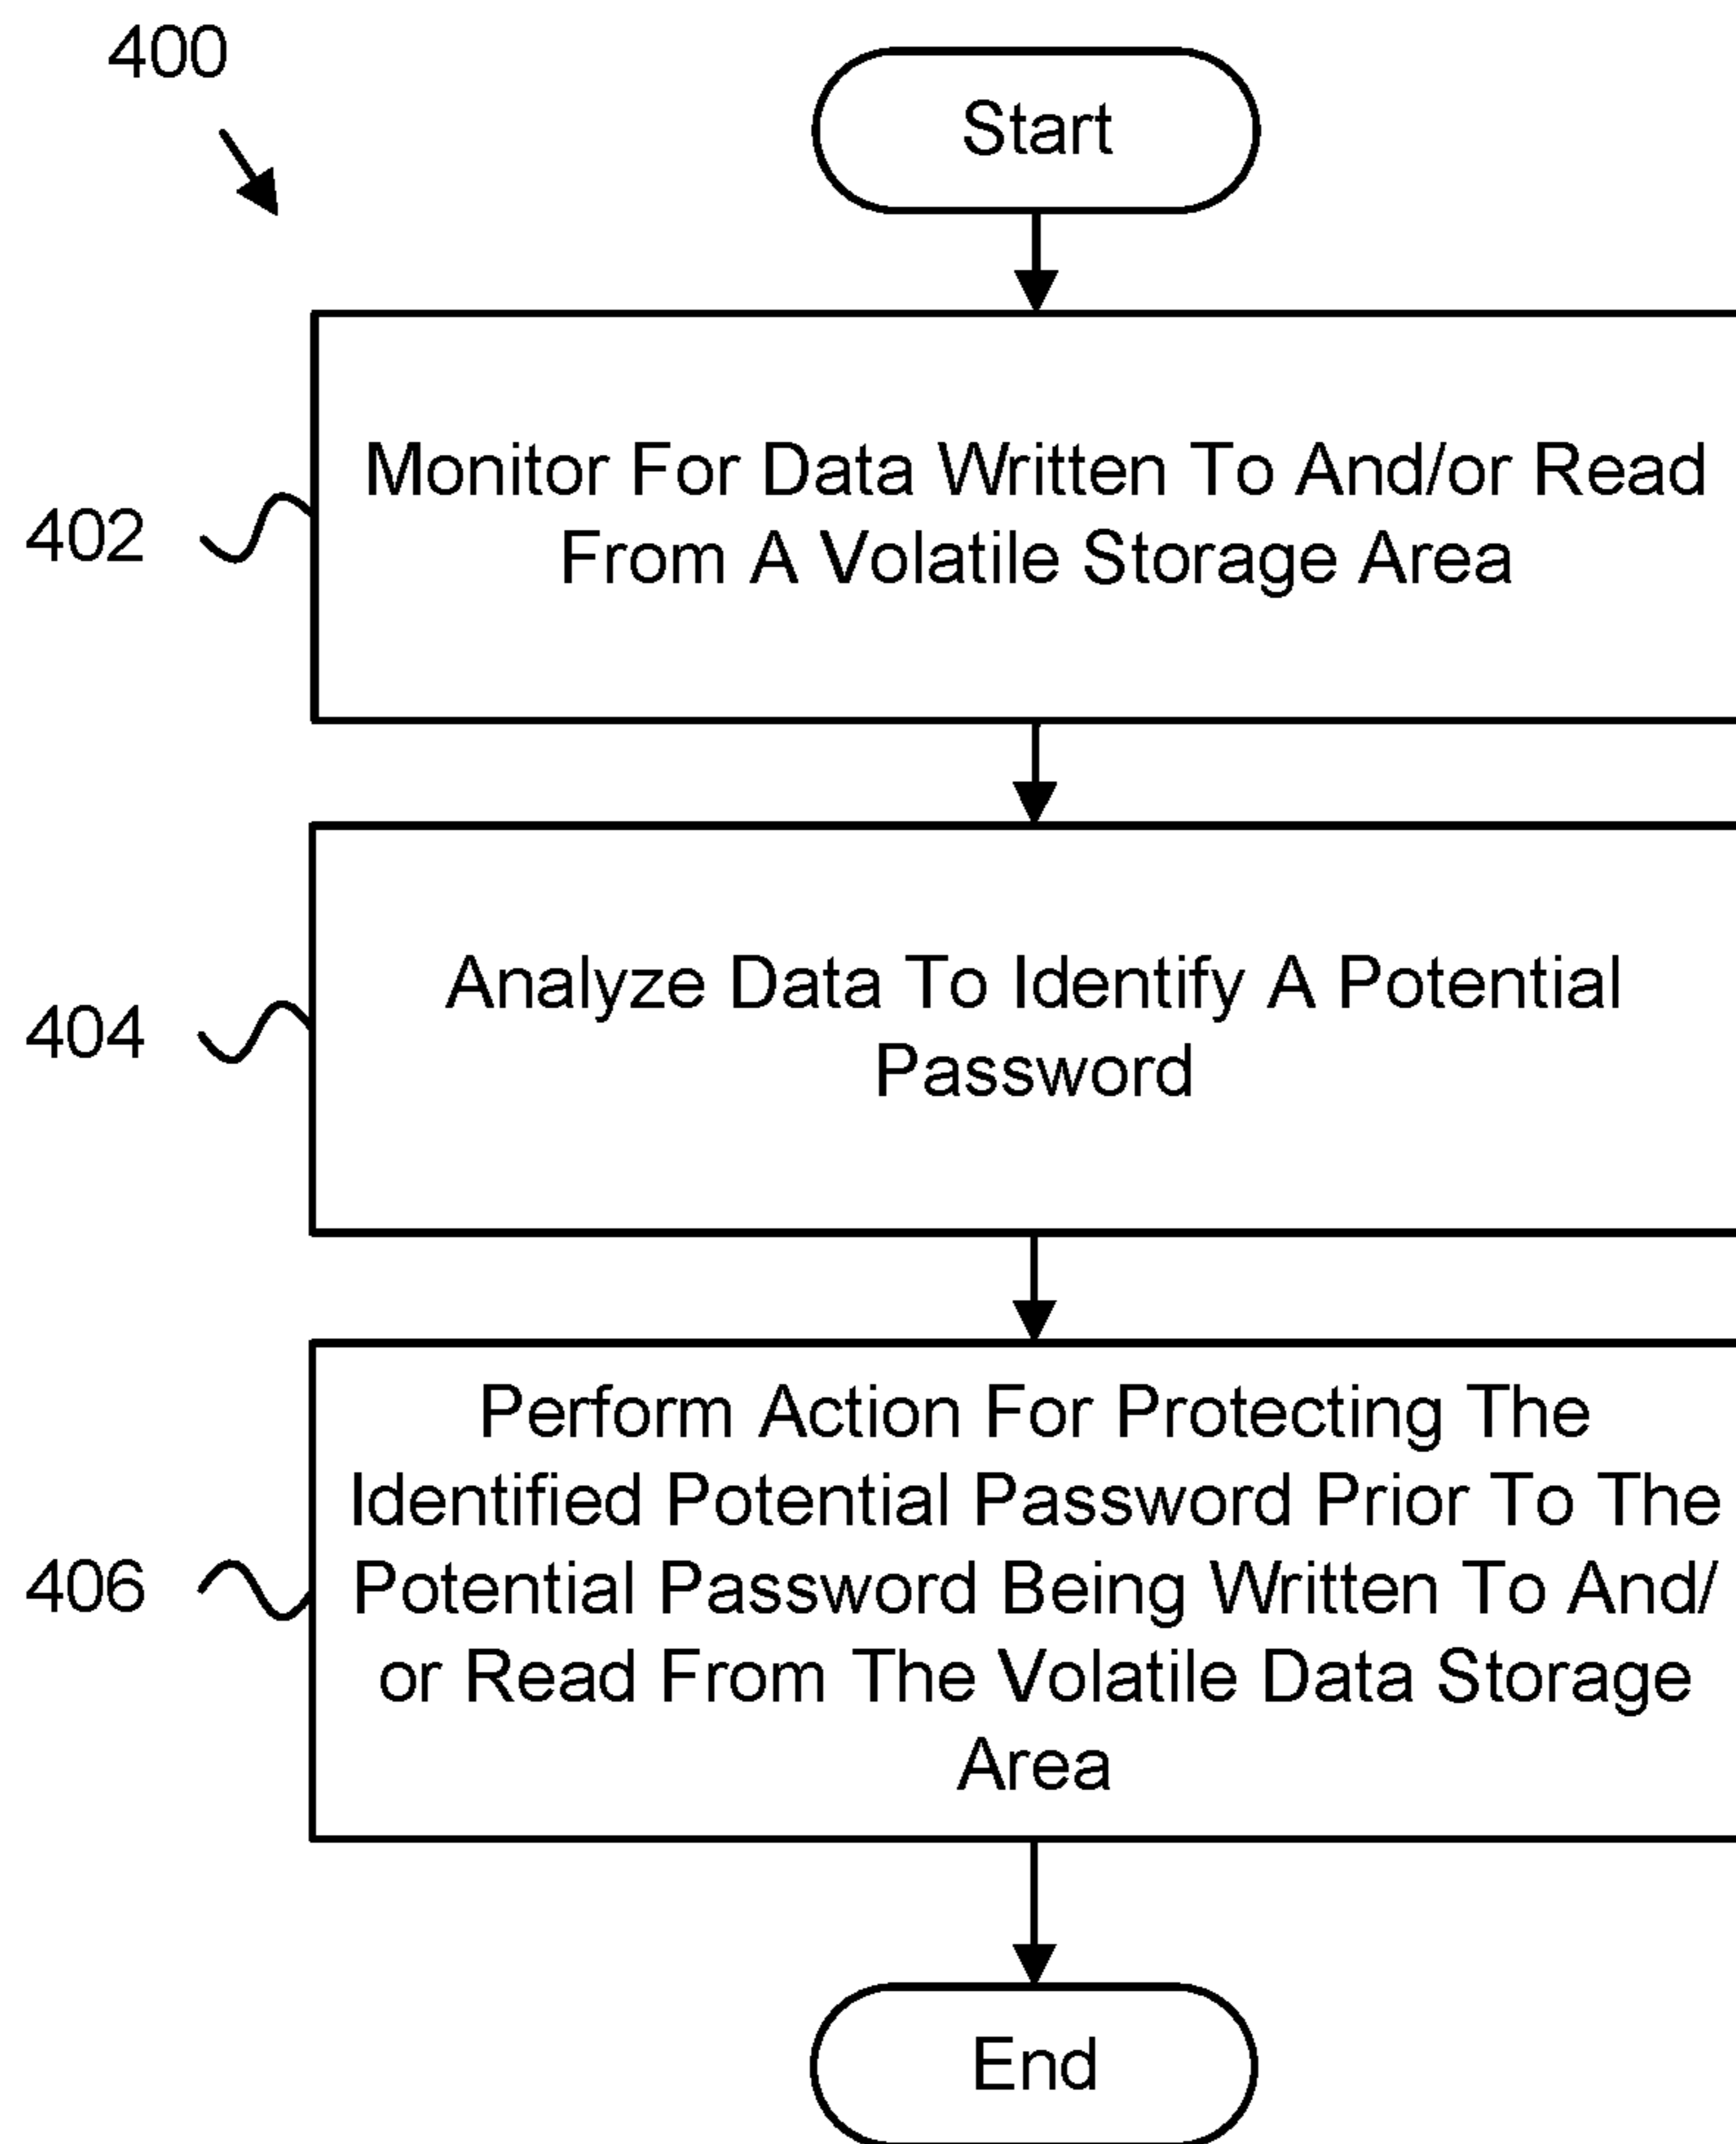 400
Start
Monitor For Data Written To And/or Read
From A Volatile Storage Area
402
Analyze Data To Identify A Potential
Password
404
Perform Action For Protecting The
Identified Potential Password Prior To The
Potential Password Being Written To And/
or Read From The Volatile Data Storage
Area
406
End